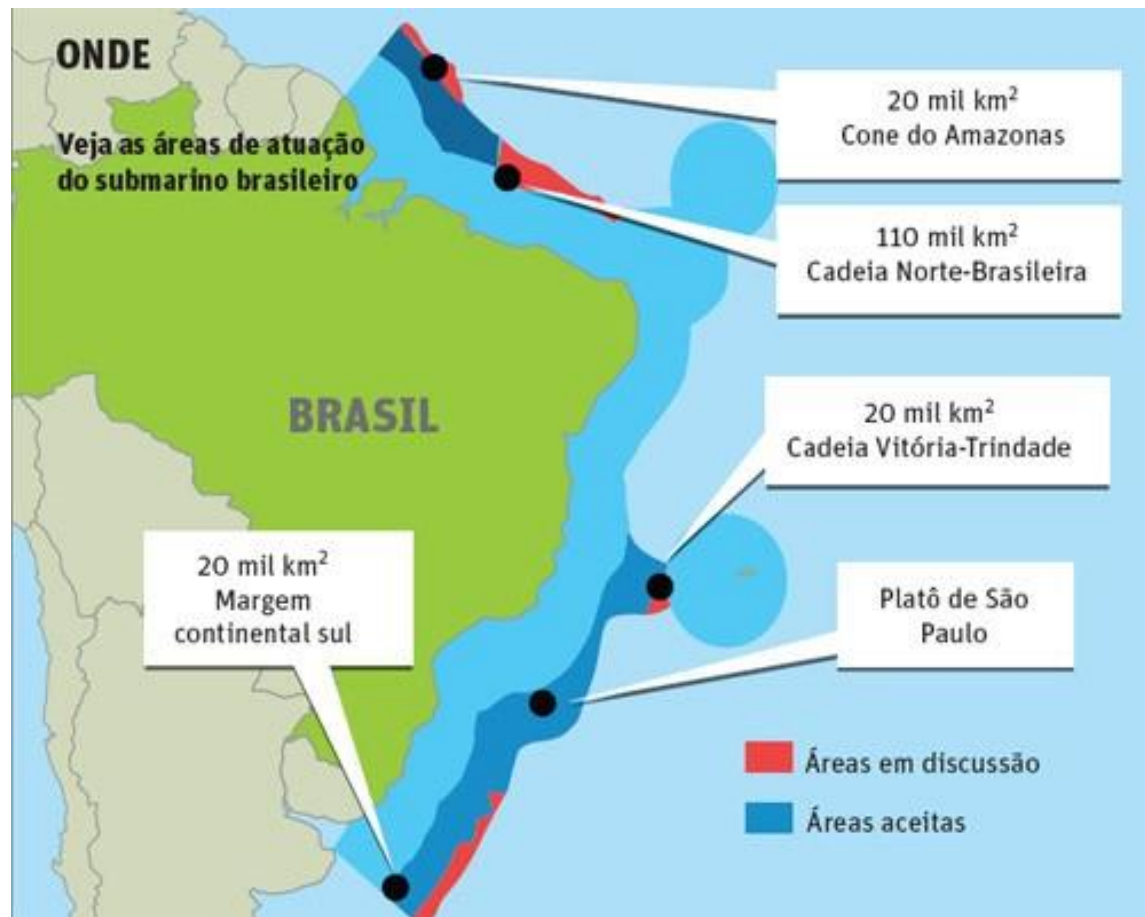 ONDE
Veja as áreas de atuação
do submarino brasileiro
20 mil km²
Cone do Amazonas
110 mil km²
Cadeia Norte-Brasileira
BRASIL
20 mil km²
Cadeia Vitória-Trindade
20 mil km²
Margem
continental sul
Platô de São
Paulo
Áreas em discussão
Áreas aceitas